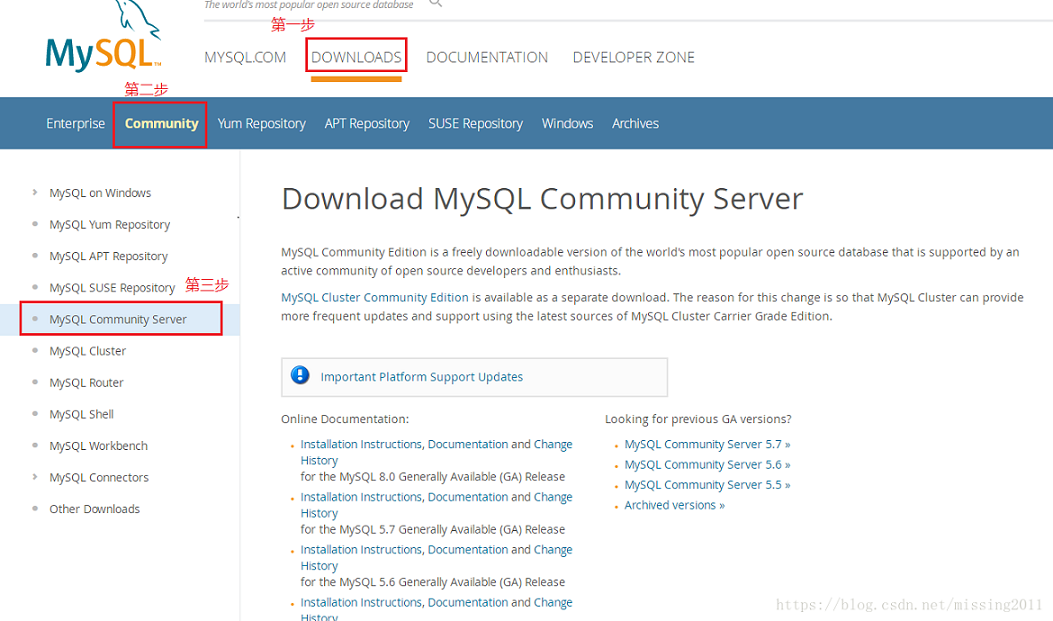 The world's most popular open source database
第一步
MySQL™
MYSQL.COM DOWNLOADS DOCUMENTATION DEVELOPER ZONE
第二步
Enterprise Community Yum Repository APT Repository SUSE Repository Windows Archives
MySQL on Windows
MySQL Yum Repository
MySQL APT Repository
MySQL SUSE Repository 第三步
MySQL Community Server
MySQL Cluster
MySQL Router
MySQL Shell
MySQL Workbench
MySQL Connectors
Other Downloads
Download MySQL Community Server
MySQL Community Edition is a freely downloadable version of the world's most popular open source database that is supported by an
active community of open source developers and enthusiasts.
MySQL Cluster Community Edition is available as a separate download. The reason for this change is so that MySQL Cluster can provide
more frequent updates and support using the latest sources of MySQL Cluster Carrier Grade Edition.
Important Platform Support Updates
Online Documentation:
Installation Instructions, Documentation and Change
History
for the MySQL 8.0 Generally Available (GA) Release
Installation Instructions, Documentation and Change
History
for the MySQL 5.7 Generally Available (GA) Release
Installation Instructions, Documentation and Change
History
for the MySQL 5.6 Generally Available (GA) Release
Installation Instructions, Documentation and Change
History
Looking for previous GA versions?
MySQL Community Server 5.7 »
MySQL Community Server 5.6 »
MySQL Community Server 5.5 »
Archived versions »
https://blog.csdn.net/missing2011